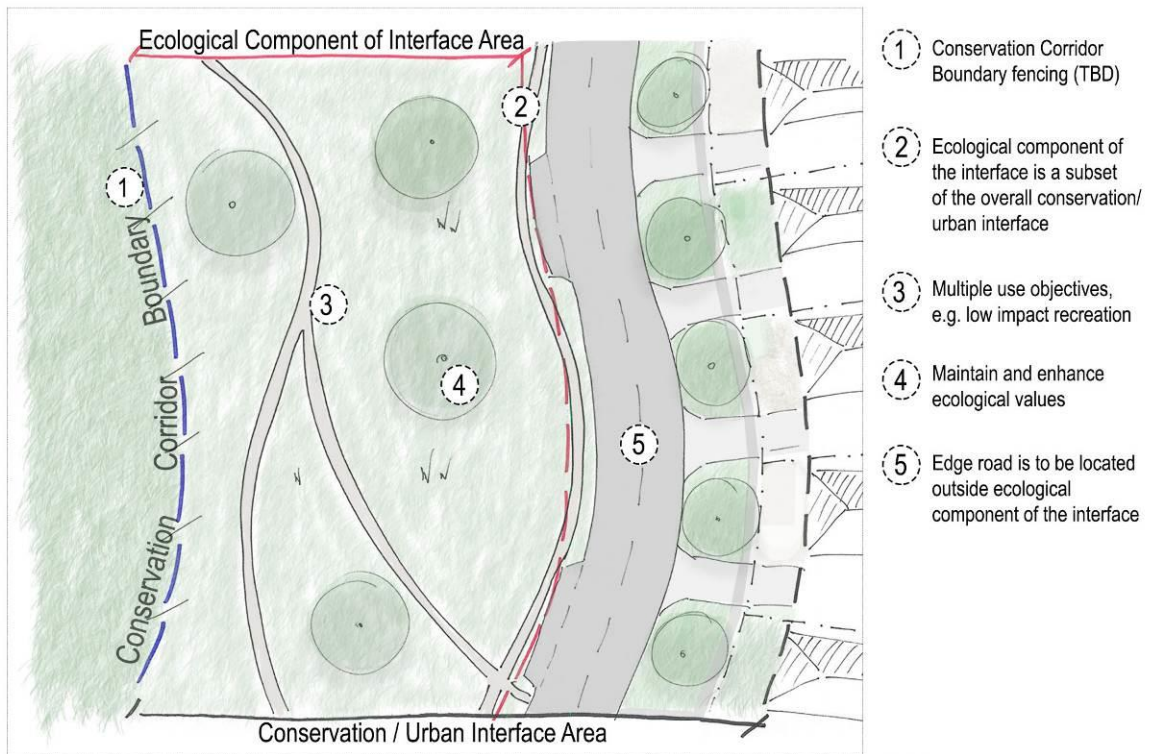 Ecological Component of Interface Area
1
2
3
4
5
Conservation Corridor Boundary
Conservation / Urban Interface Area
1
Conservation Corridor
Boundary fencing (TBD)
2
Ecological component of
the interface is a subset
of the overall conservation/
urban interface
3
Multiple use objectives,
e.g. low impact recreation
4
Maintain and enhance
ecological values
5
Edge road is to be located
outside ecological
component of the interface